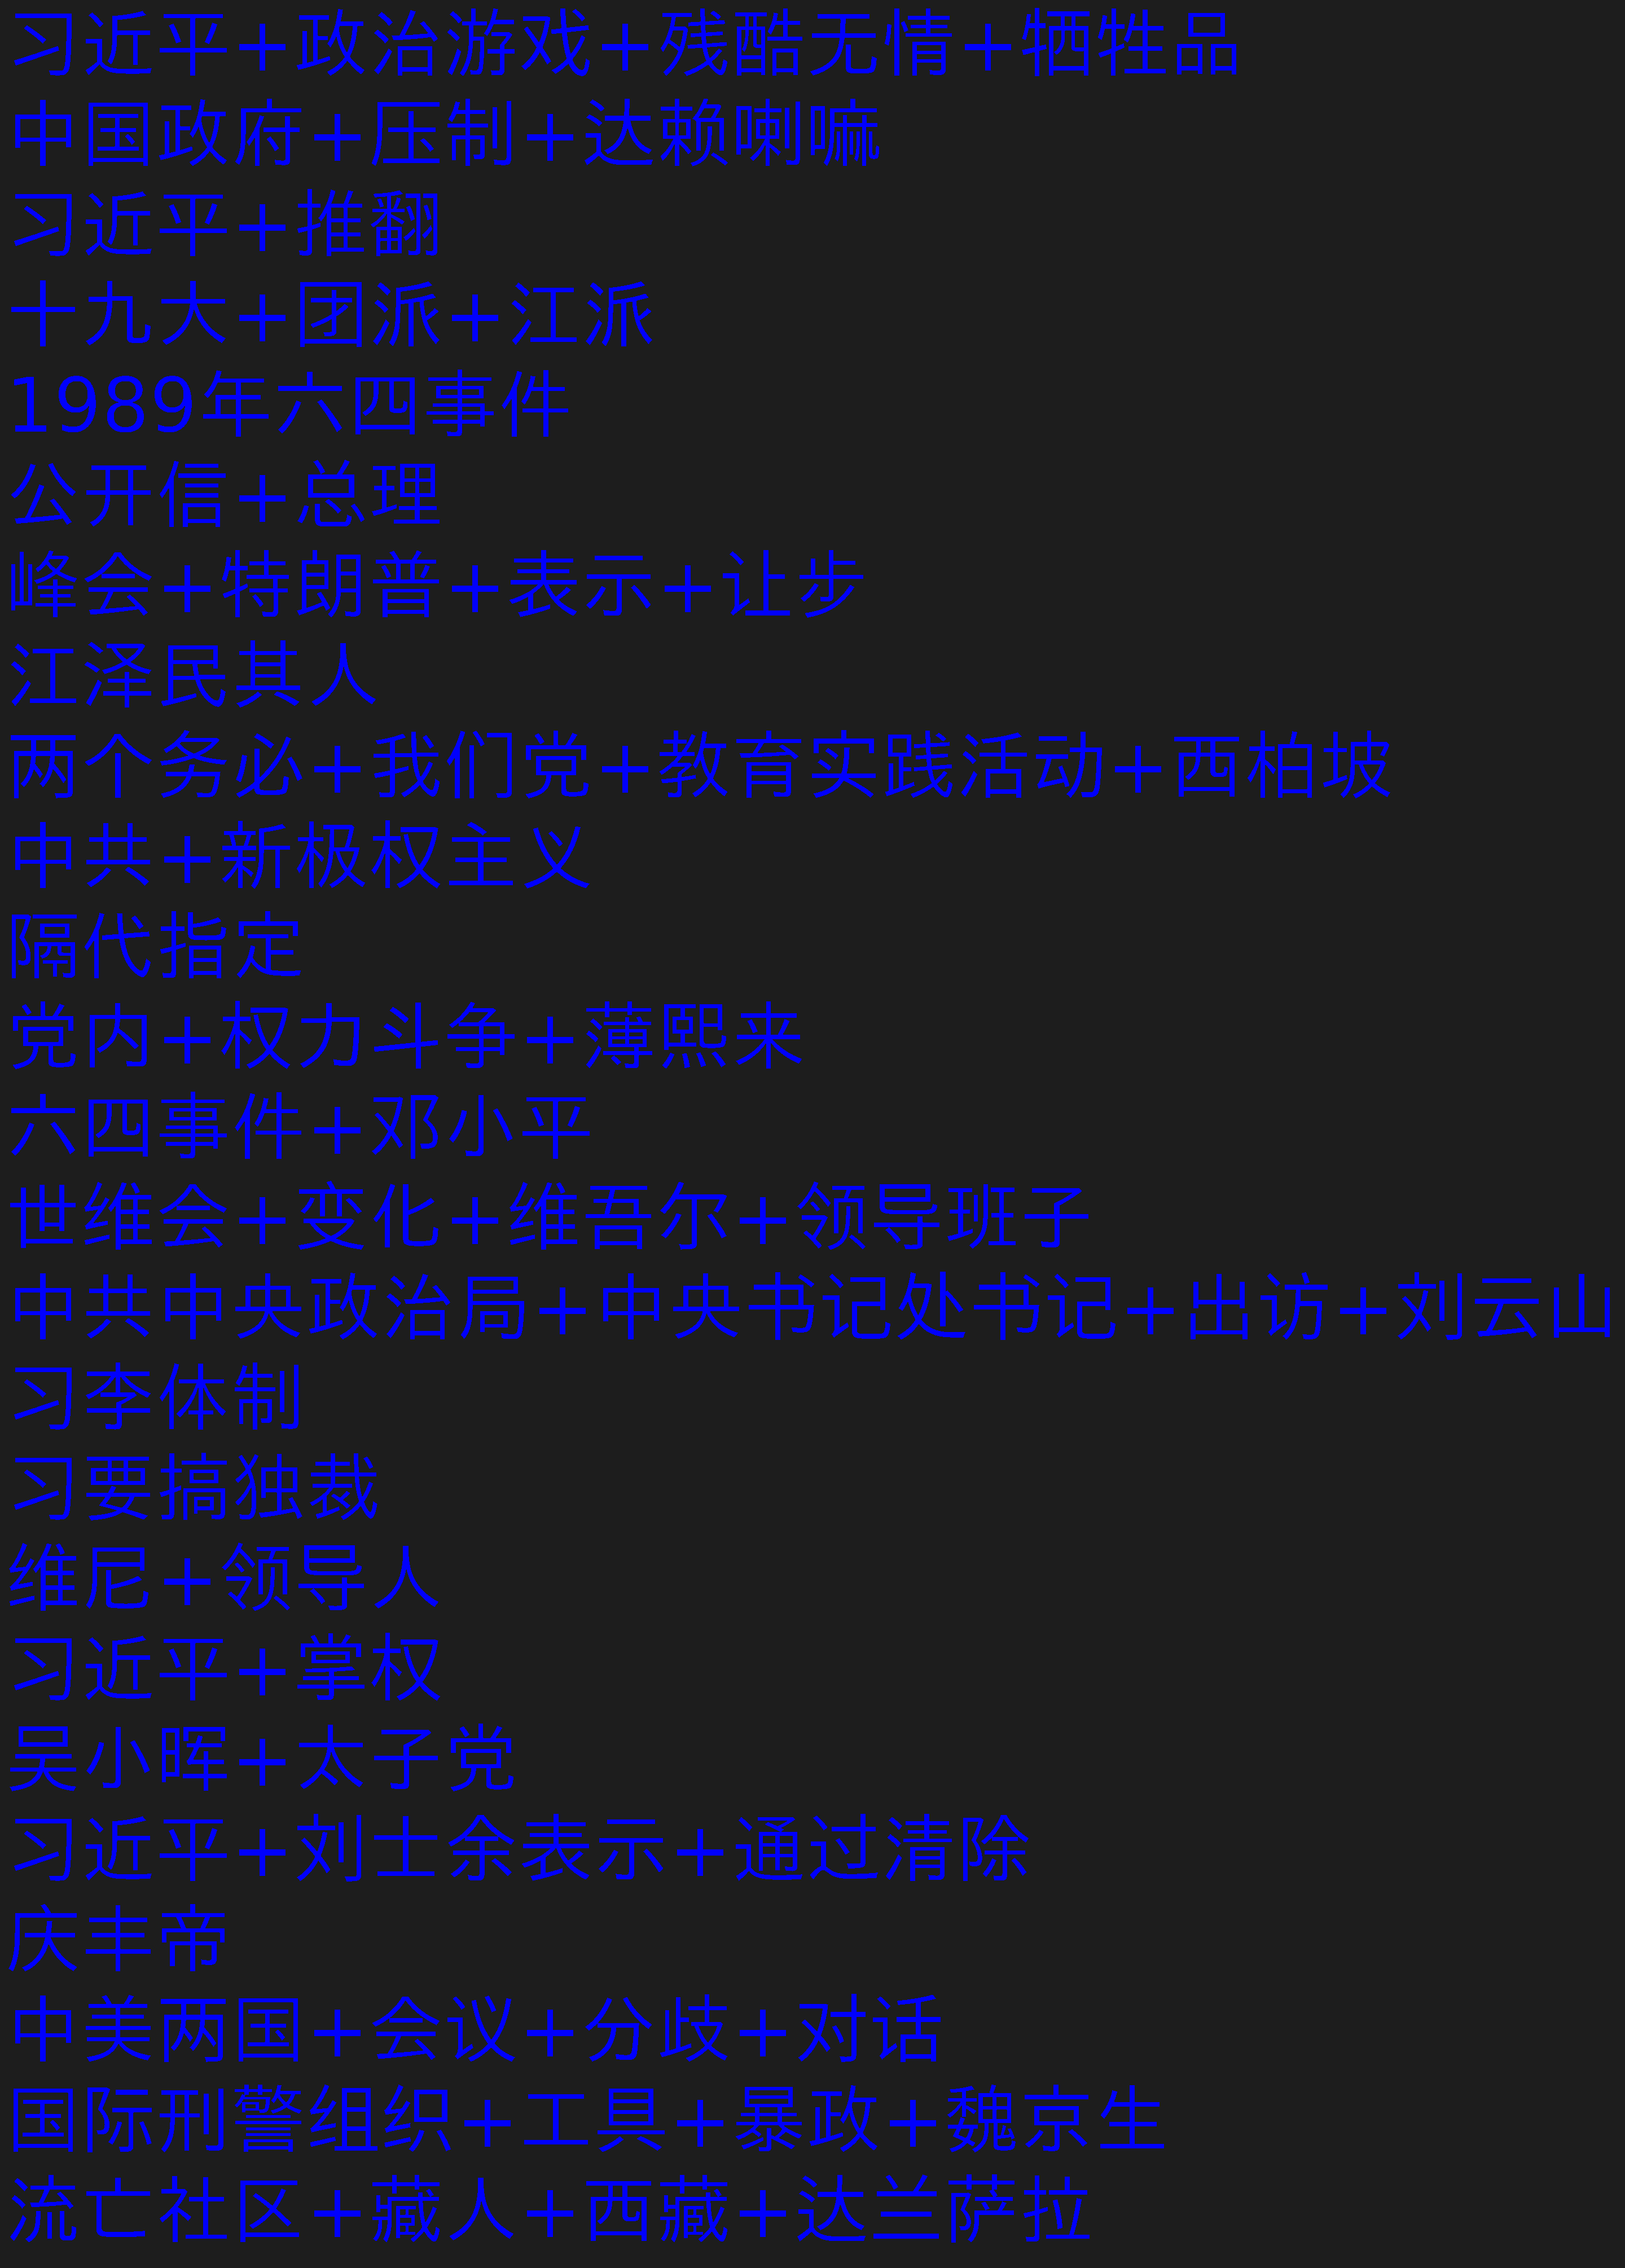 习近平+政治游戏+残酷无情+牺牲品
中国政府+压制+达赖喇嘛
习近平+推翻
十九大+团派+江派
1989年六四事件
公开信+总理
峰会+特朗普+表示+让步
江泽民其人
两个务必+我们党+教育实践活动+西柏坡
中共+新极权主义
隔代指定
党内+权力斗争+薄熙来
六四事件+邓小平
世维会+变化+维吾尔+领导班子
中共中央政治局+中央书记处书记+出访+刘云山
习李体制
习要搞独裁
维尼+领导人
习近平+掌权
吴小晖+太子党
习近平+刘士余表示+通过清除
庆丰帝
中美两国+会议+分歧+对话
国际刑警组织+工具+暴政+魏京生
流亡社区+藏人+西藏+达兰萨拉